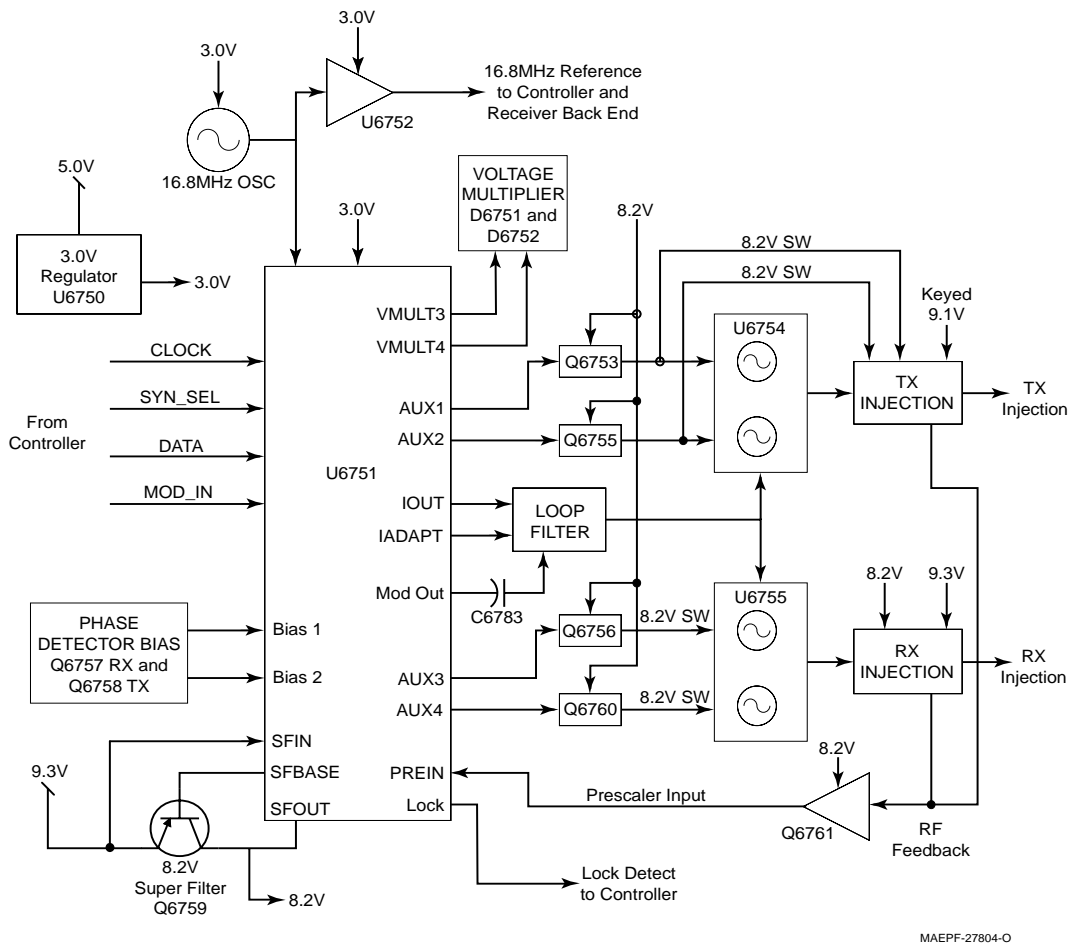 3.0V
3.0V
16.8MHz Reference
to Controller and
Receiver Back End
U6752
16.8MHz OSC
5.0V
3.0V
Regulator
U6750
3.0V
3.0V
VOLTAGE
MULTIPLIER
D6751 and
D6752
8.2V
8.2V SW
8.2V SW
Keyed
9.1V
VMULT3
VMULT4
AUX1
AUX2
U6751
IOUT
IADAPT
Mod Out
C6783
LOOP
FILTER
Q6753
Q6755
U6754
TX
INJECTION
TX
Injection
From
Controller
CLOCK
SYN_SEL
DATA
MOD_IN
PHASE
DETECTOR BIAS
Q6757 RX and
Q6758 TX
Bias 1
Bias 2
AUX3
AUX4
Q6756
Q6760
8.2V SW
8.2V SW
U6755
8.2V
9.3V
RX
INJECTION
RX
Injection
SFIN
SFBASE
SFOUT
PREIN
Lock
Prescaler Input
8.2V
Q6761
RF
Feedback
9.3V
8.2V
Super Filter
Q6759
8.2V
Lock Detect
to Controller
MAEPF-27804-O